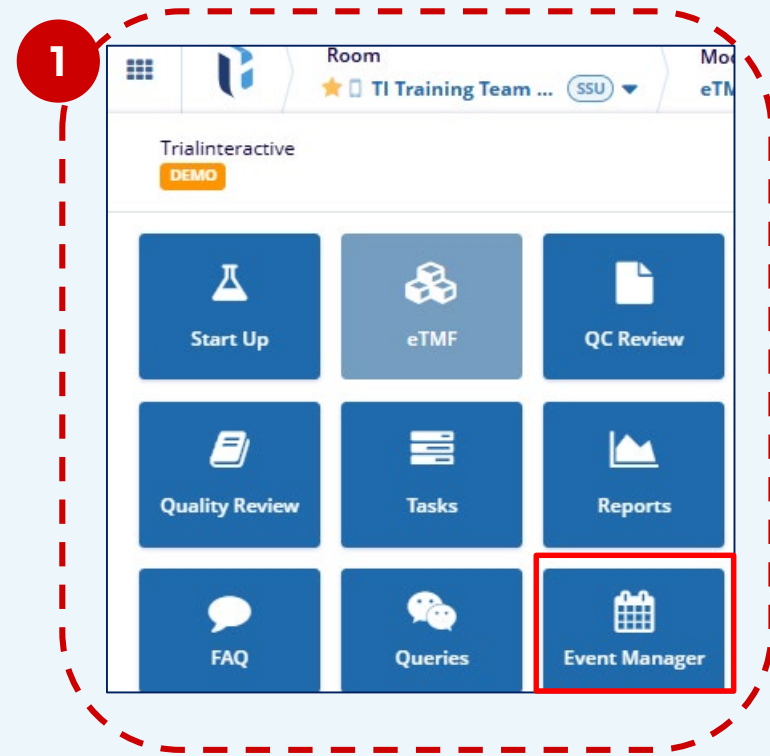 1
Room
TI Training Team ... SSU
Trialinteractive
DEMO
Start Up
eTMF
QC Review
Quality Review
Tasks
Reports
FAQ
Queries
Event Manager